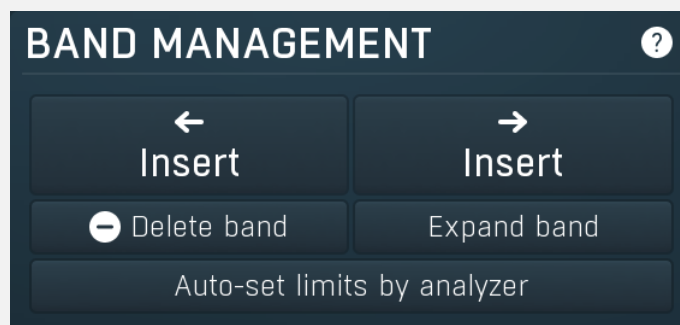 BAND MANAGEMENT ?
← →
Insert Insert
Delete band Expand band
Auto-set limits by analyzer